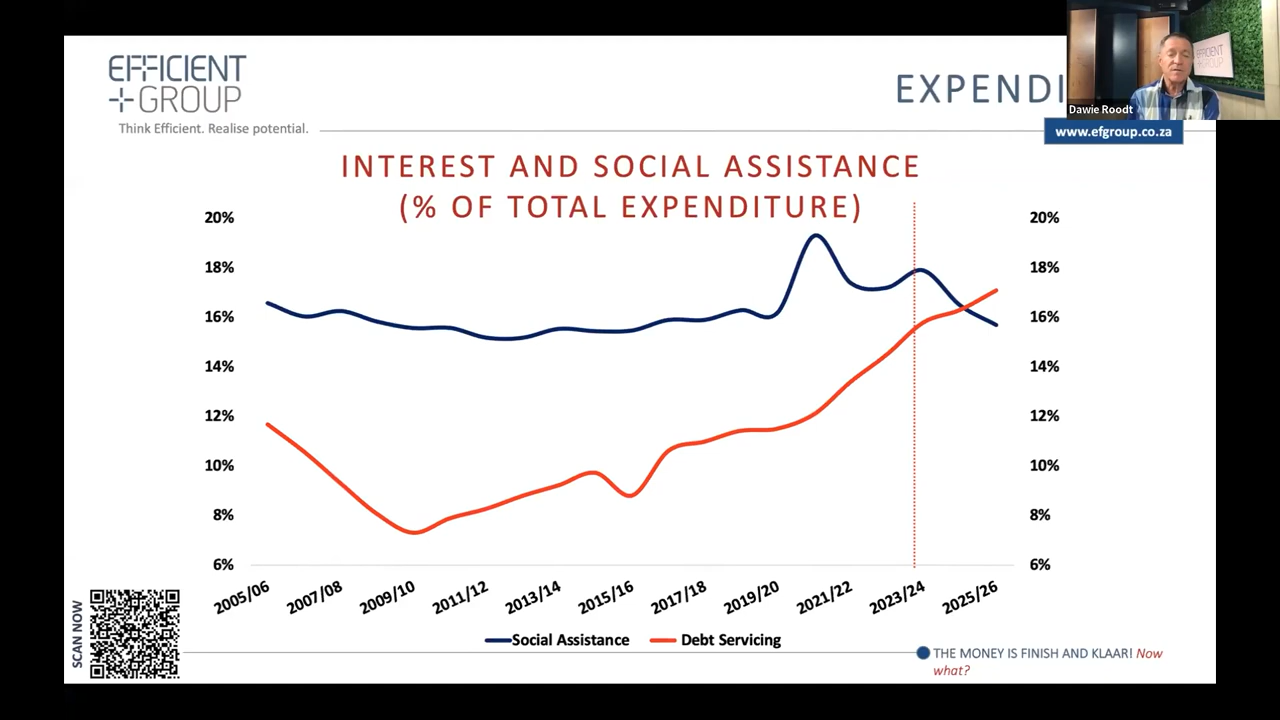 EFFICIENT
+GROUP
Think Efficient. Realise potential.
EXPENDI
EFFICIENT
GROUP
Dawie Roodt
www.efgroup.co.za
INTEREST AND SOCIAL ASSISTANCE
(% OF TOTAL EXPENDITURE)
20% 20%
18% 18%
16% 16%
14% 14%
12% 12%
10% 10%
8% 8%
6% 6%
2005/06 2007/08 2009/10 2011/12 2013/14 2015/16 2017/18 2019/20 2021/22 2023/24 2025/26
Social Assistance Debt Servicing
SCAN NOW
THE MONEY IS FINISH AND KLAAR! Now
what?